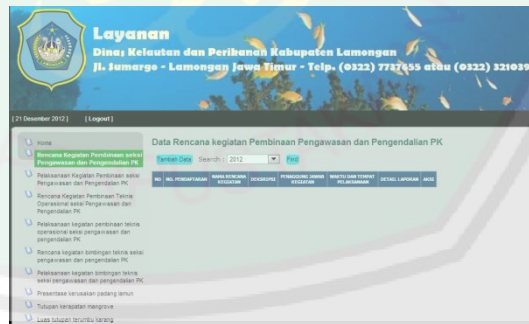 Layanan
Dinas Kelautan dan Perikanan Kabupaten Lamongan
Jl. Sumargo - Lamongan Jawa Timur - Telp. (0322) 7737655 atau (0322) 321039
[ 21 Desember 2012 ] [ Logout ]
Home
Rencana Kegiatan Pembinaan seksi
Pengawasan dan Pengendalian PK
Pelaksanaan Kegiatan Pembinaan seksi
Pengawasan dan Pengendalian PK
Rencana Kegiatan Pembinaan Teknis
Operasional seksi Pengawasan dan
Pengendalian PK
Pelaksanaan kegiatan pembinaan teknis
operasional seksi pengawasan dan
pengendalian PK
Rencana kegiatan bimbingan teknis seksi
pengawasan dan pengendalian PK
Pelaksanaan kegiatan bimbingan teknis
seksi pengawasan dan pengendalian PK
Presentase kerusakan padang lamun
Tutupan kerapatan mangrove
Luas tutupan terumbu karang
Data Rencana kegiatan Pembinaan Pengawasan dan Pengendalian PK
Tambah Data Search : 2012 Find
NO NO. PENDAFTARAN NAMA RENCANA KEGIATAN DESKRIPSI PENANGGUNG JAWAB KEGIATAN WAKTU DAN TEMPAT PELAKSANAAN DETAIL LAPORAN AKSI